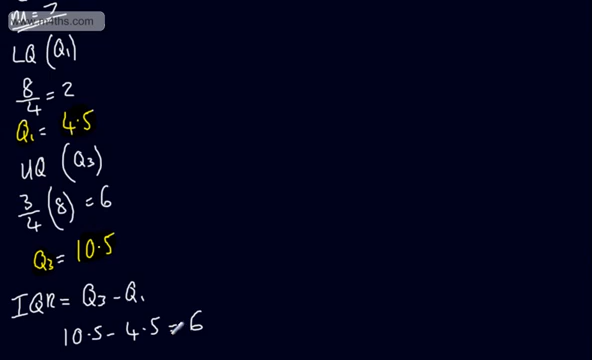 www.m4ths.com
m = 7
LQ (Q₁)
8/4 = 2
Q₁ = 4.5
UQ (Q₃)
3/4 (8) = 6
Q₃ = 10.5
IQR = Q₃ - Q₁
10.5 - 4.5 = 6